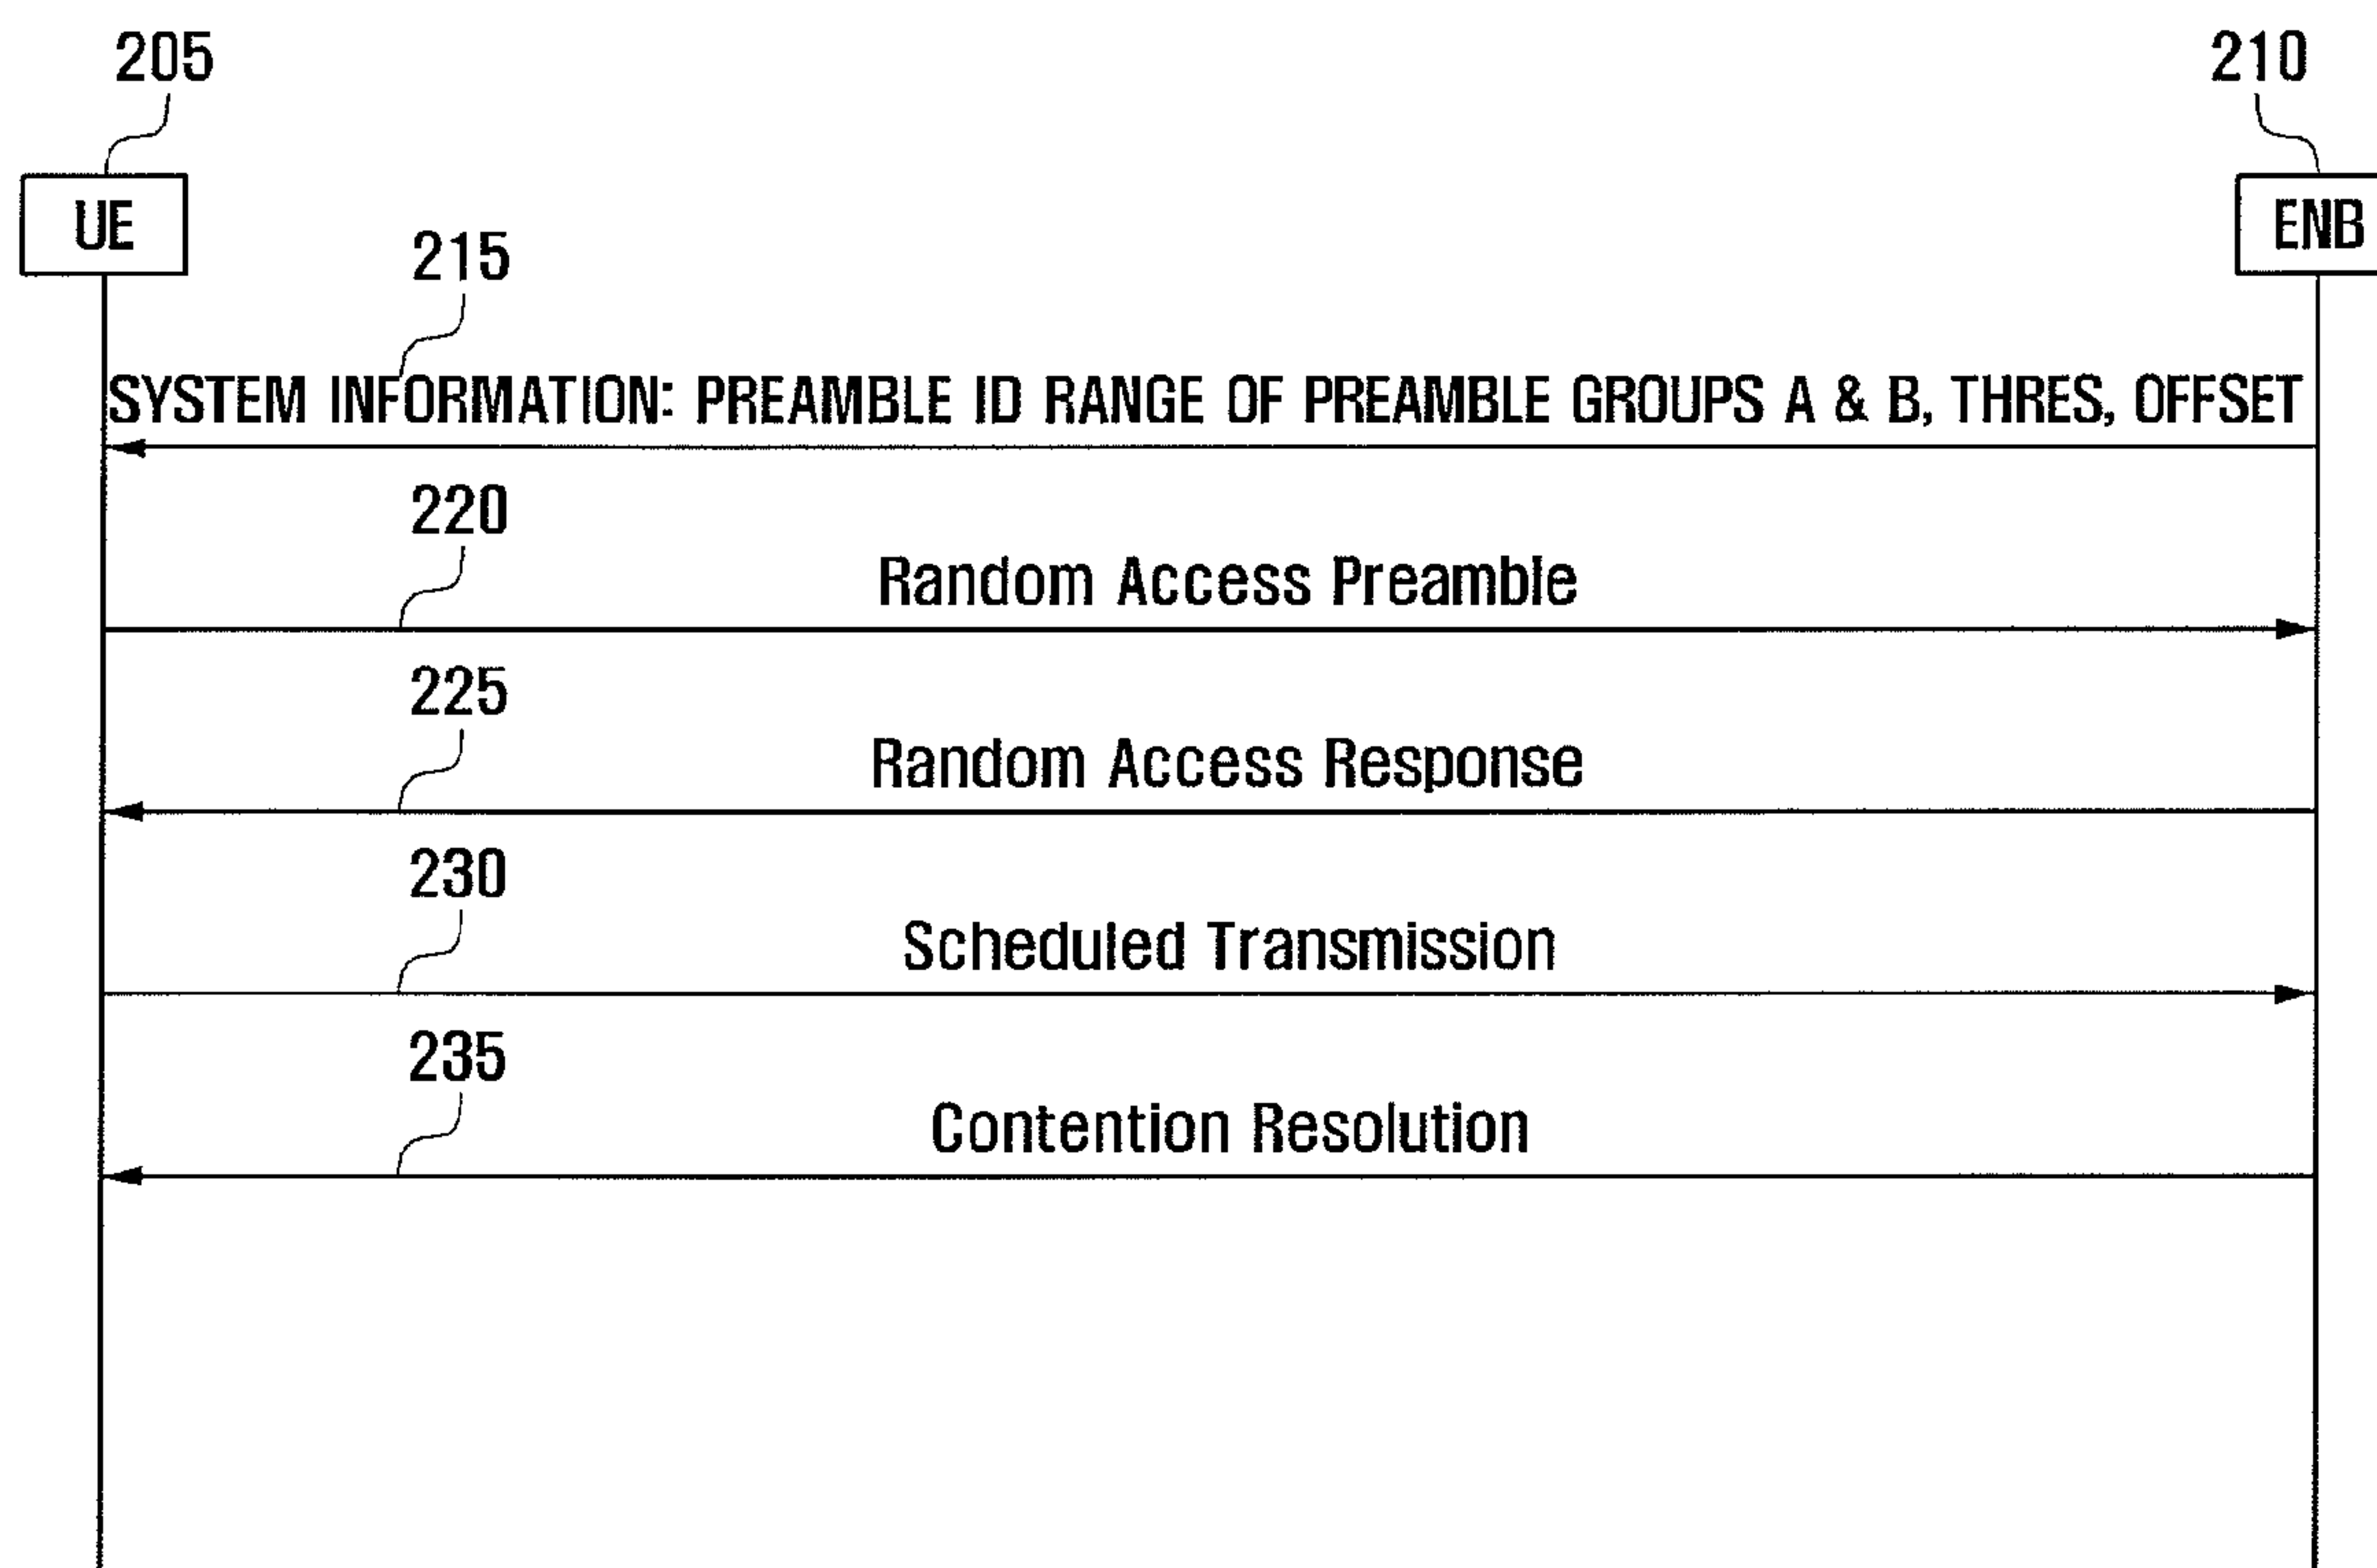 205
210
UE
ENB
215
SYSTEM INFORMATION: PREAMBLE ID RANGE OF PREAMBLE GROUPS A & B, THRES, OFFSET
220
Random Access Preamble
225
Random Access Response
230
Scheduled Transmission
235
Contention Resolution